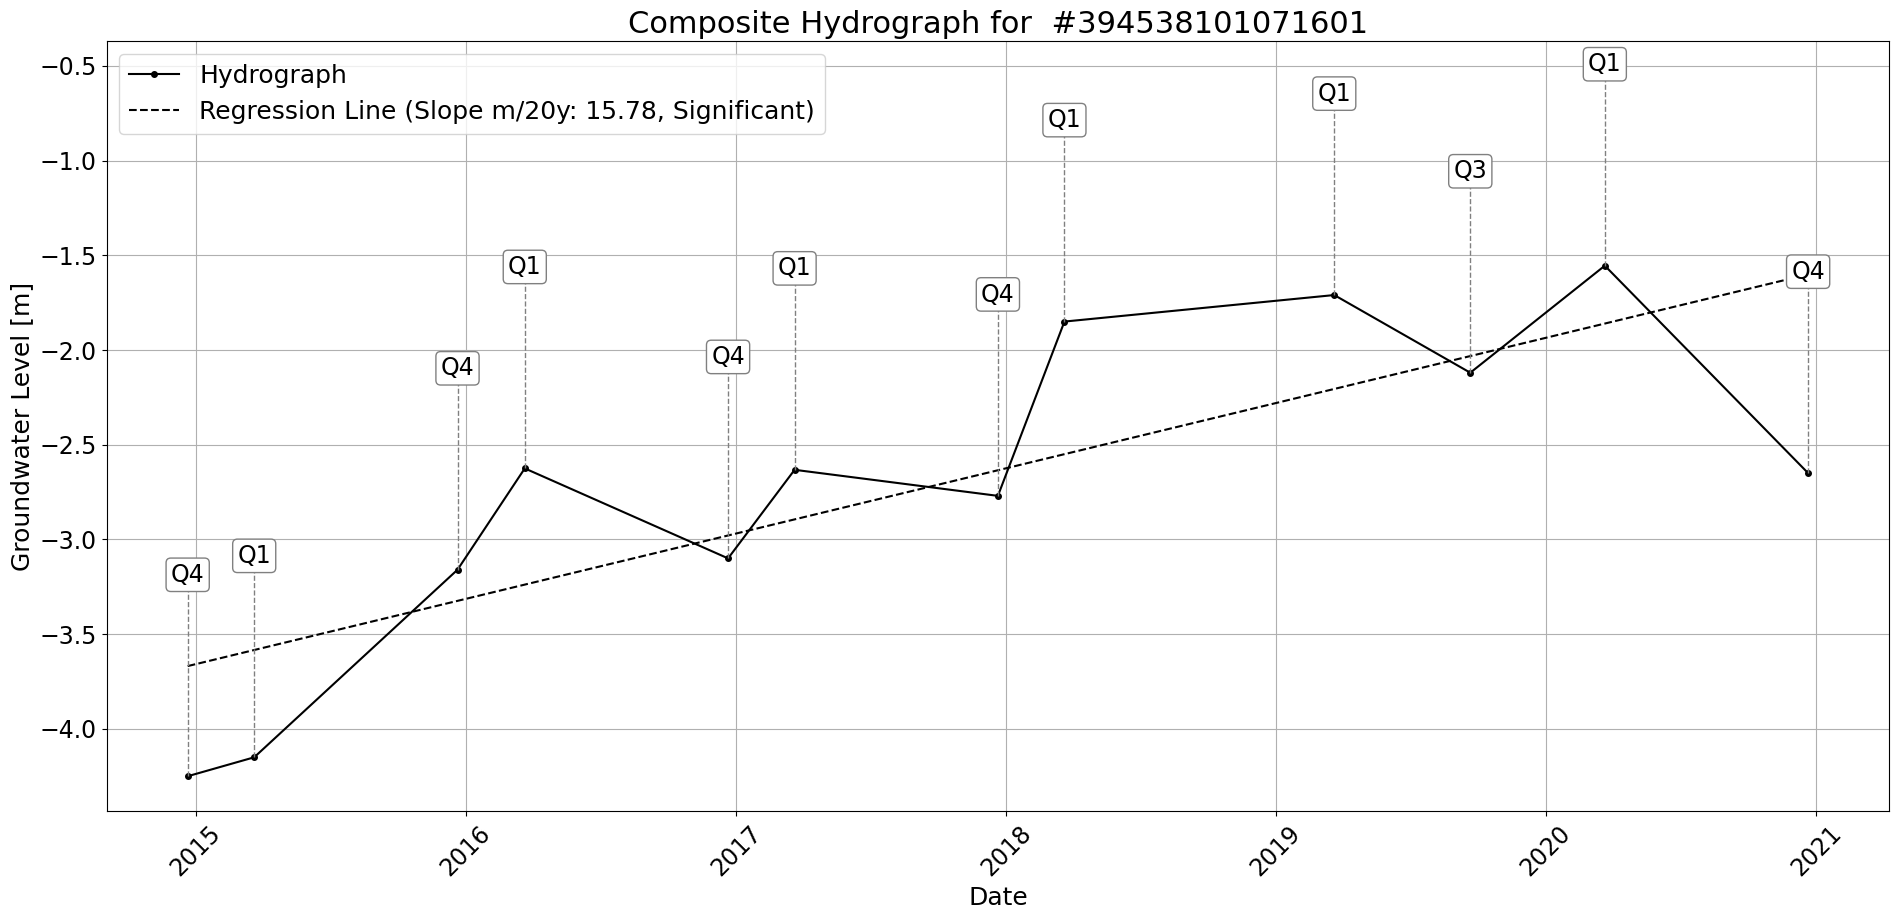 Composite Hydrograph for  #394538101071601
Hydrograph
Regression Line (Slope m/20y: 15.78, Significant)
Groundwater Level [m]
−0.5
−1.0
−1.5
−2.0
−2.5
−3.0
−3.5
−4.0
Q4
Q1
Q4
Q1
Q4
Q1
Q4
Q1
Q1
Q3
Q1
Q4
2015
2016
2017
2018
2019
2020
2021
Date